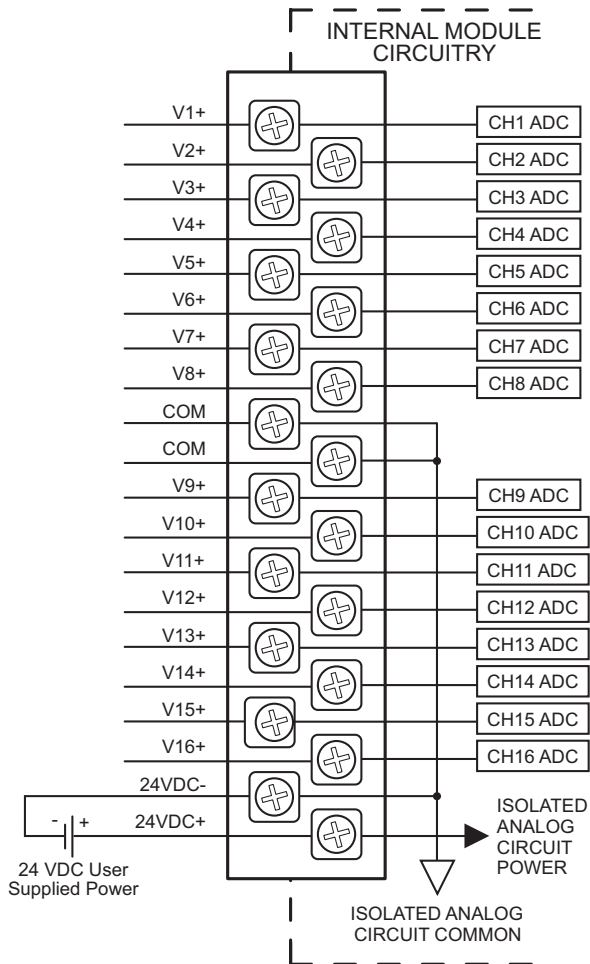 INTERNAL MODULE
CIRCUITRY
V1+
CH1 ADC
V2+
CH2 ADC
V3+
CH3 ADC
V4+
CH4 ADC
V5+
CH5 ADC
V6+
CH6 ADC
V7+
CH7 ADC
V8+
CH8 ADC
COM
COM
V9+
CH9 ADC
V10+
CH10 ADC
V11+
CH11 ADC
V12+
CH12 ADC
V13+
CH13 ADC
V14+
CH14 ADC
V15+
CH15 ADC
V16+
CH16 ADC
24VDC-
- +
24VDC+
24 VDC User
Supplied Power
ISOLATED
ANALOG
CIRCUIT
POWER
ISOLATED ANALOG
CIRCUIT COMMON